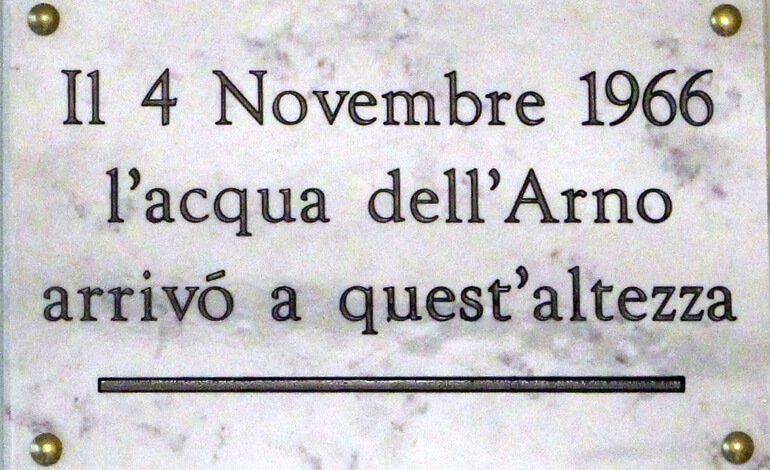 Il 4 Novembre 1966
l'acqua dell'Arno
arrivó a quest'altezza